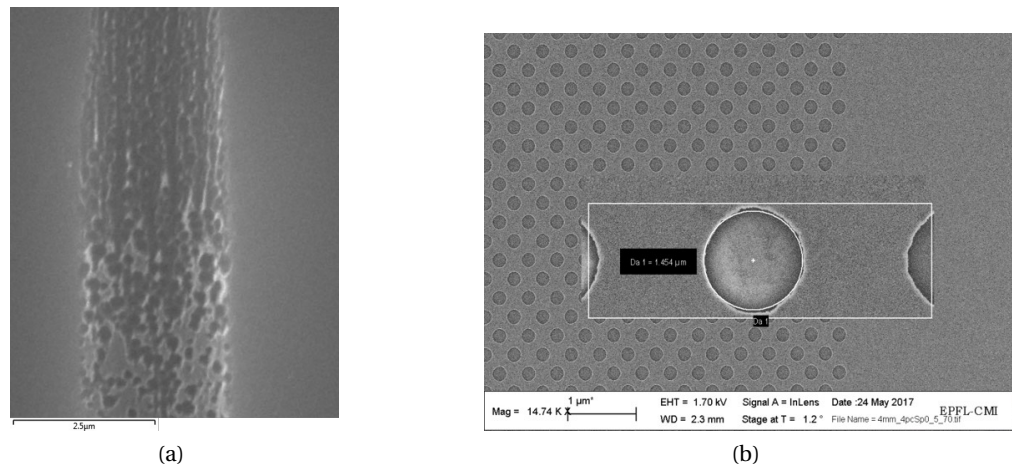 2.5µm
(a)
Da 1 = 1.454 µm
Da 1
Mag = 14.74 K X
1 µm*
EHT = 1.70 kV
WD = 2.3 mm
Signal A = InLens
Stage at T = 1.2 °
Date :24 May 2017
File Name = 4mm_4pcSp0_5_70.tif
EPFL-CMI
(b)